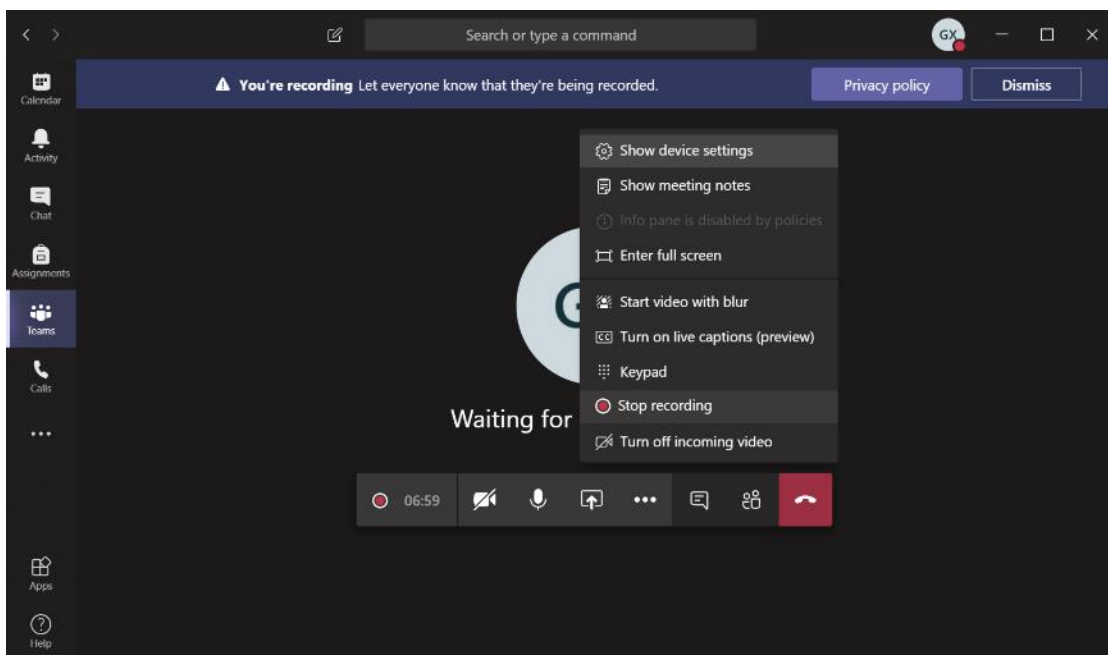 Search or type a command
GX
Calendar
Activity
Chat
Assignments
Teams
Calls
Apps
Help
You're recording Let everyone know that they're being recorded.
Privacy policy
Dismiss
Show device settings
Show meeting notes
Info pane is disabled by policies
Enter full screen
Start video with blur
Turn on live captions (preview)
Keypad
Stop recording
Turn off incoming video
Waiting for
06:59